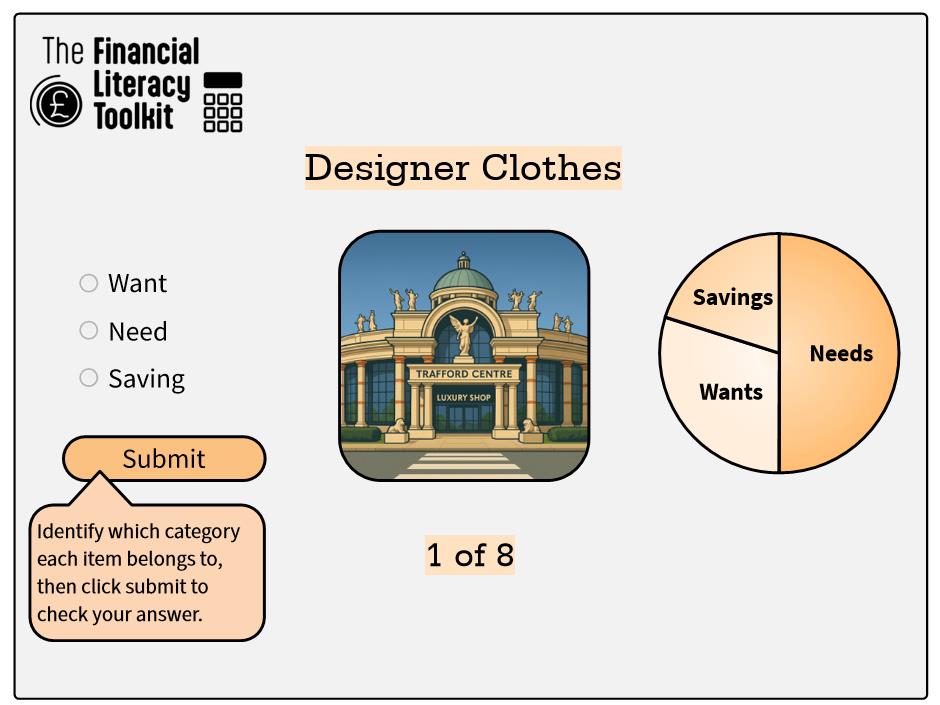 The Financial
Literacy
Toolkit
£
Designer Clothes
Want
Need
Saving
Submit
Identify which category
each item belongs to,
then click submit to
check your answer.
TRAFFORD CENTRE
LUXURY SHOP
1 of 8
Savings
Needs
Wants